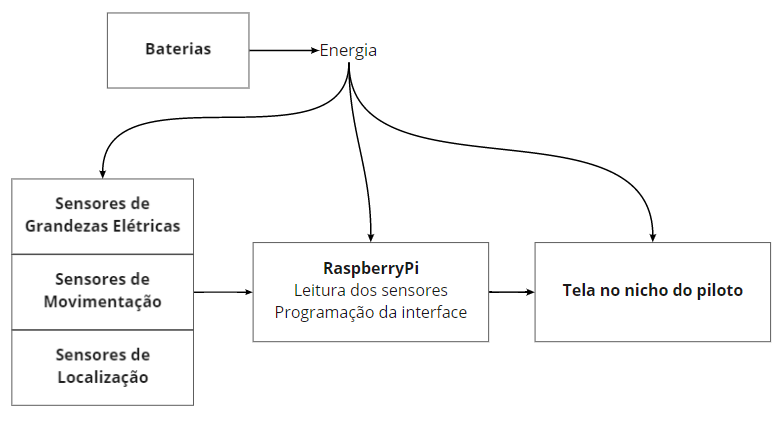 Baterias
Energia
Sensores de
Grandezas Elétricas
Sensores de
Movimentação
Sensores de
Localização
RaspberryPi
Leitura dos sensores
Programação da interface
Tela no nicho do piloto